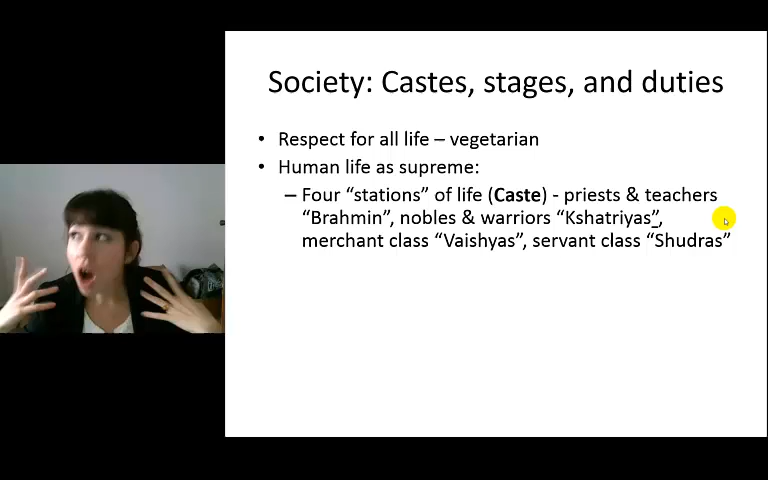 Society: Castes, stages, and duties
• Respect for all life – vegetarian
• Human life as supreme:
– Four “stations” of life (Caste) - priests & teachers
“Brahmin”, nobles & warriors “Kshatriyas”,
merchant class “Vaishyas”, servant class “Shudras”